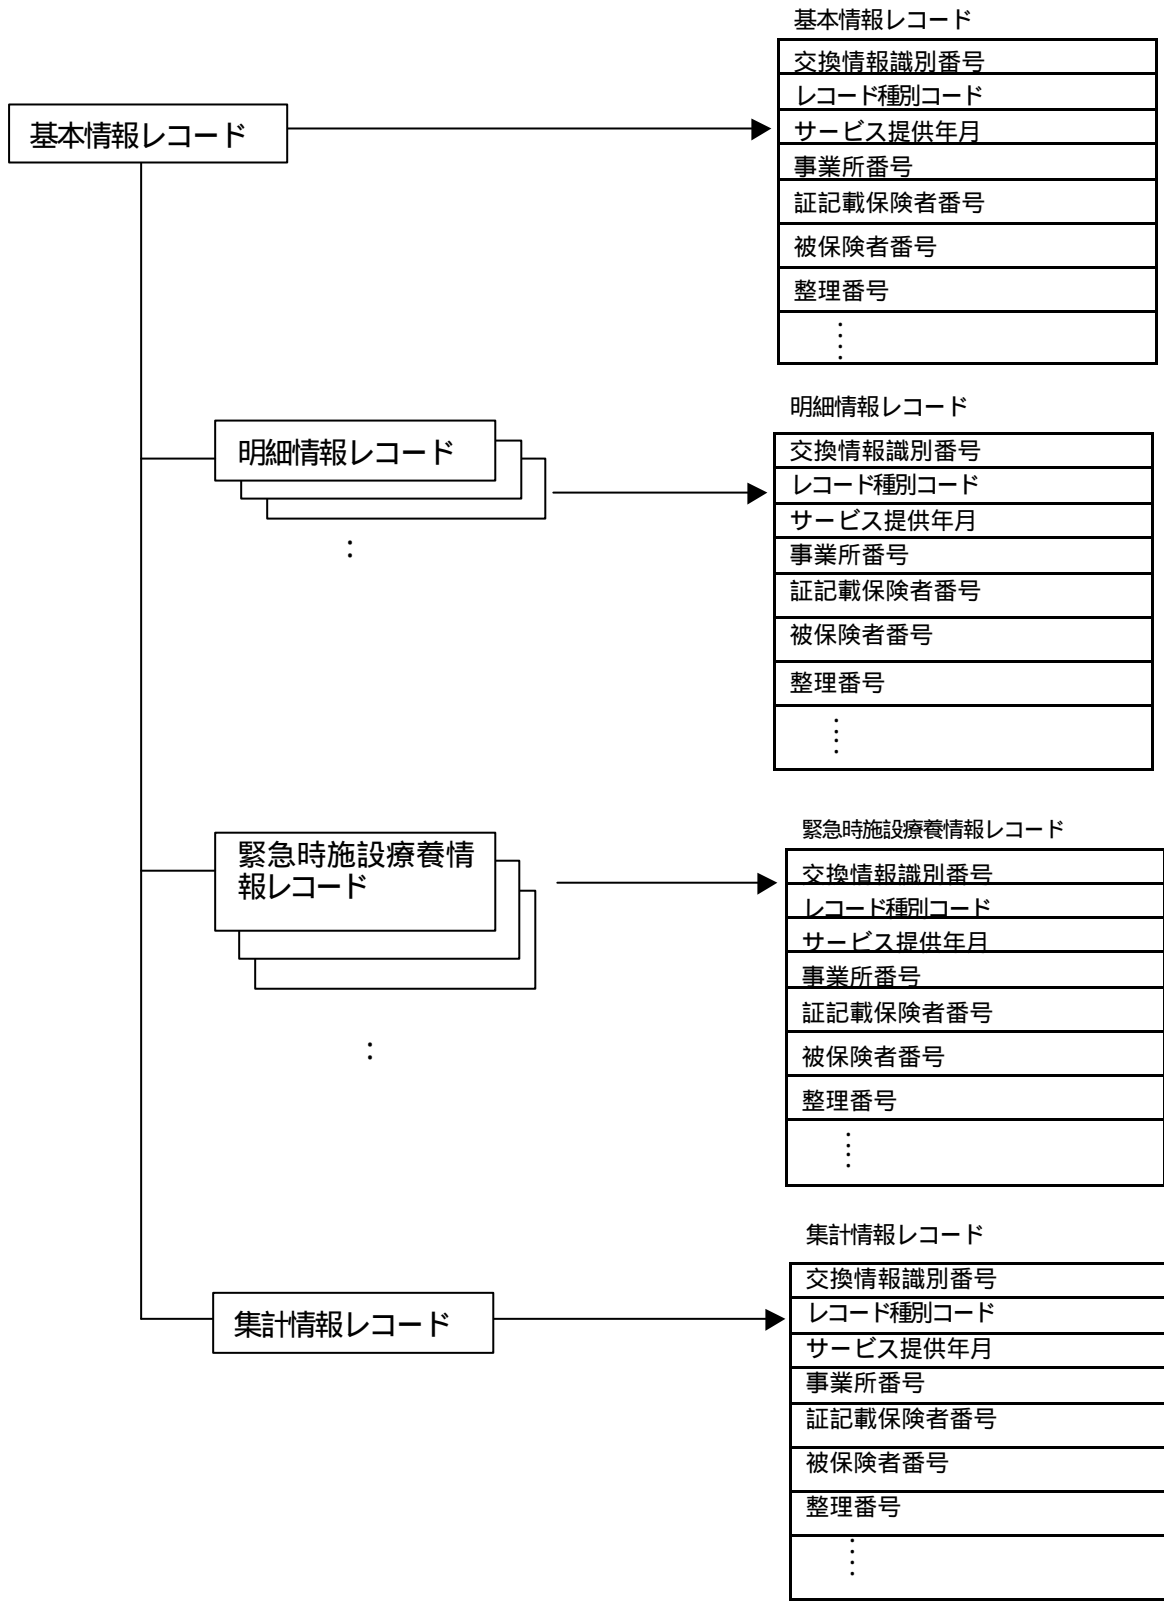 基本情報レコード
交換情報識別番号
レコード種別コード
サービス提供年月
事業所番号
証記載保険者番号
被保険者番号
整理番号
⋮
基本情報レコード
明細情報レコード
交換情報識別番号
レコード種別コード
サービス提供年月
事業所番号
証記載保険者番号
被保険者番号
整理番号
⋮
明細情報レコード
:
緊急時施設療養情報レコード
交換情報識別番号
レコード種別コード
サービス提供年月
事業所番号
証記載保険者番号
被保険者番号
整理番号
⋮
緊急時施設療養情
報レコード
:
集計情報レコード
交換情報識別番号
レコード種別コード
サービス提供年月
事業所番号
証記載保険者番号
被保険者番号
整理番号
⋮
集計情報レコード